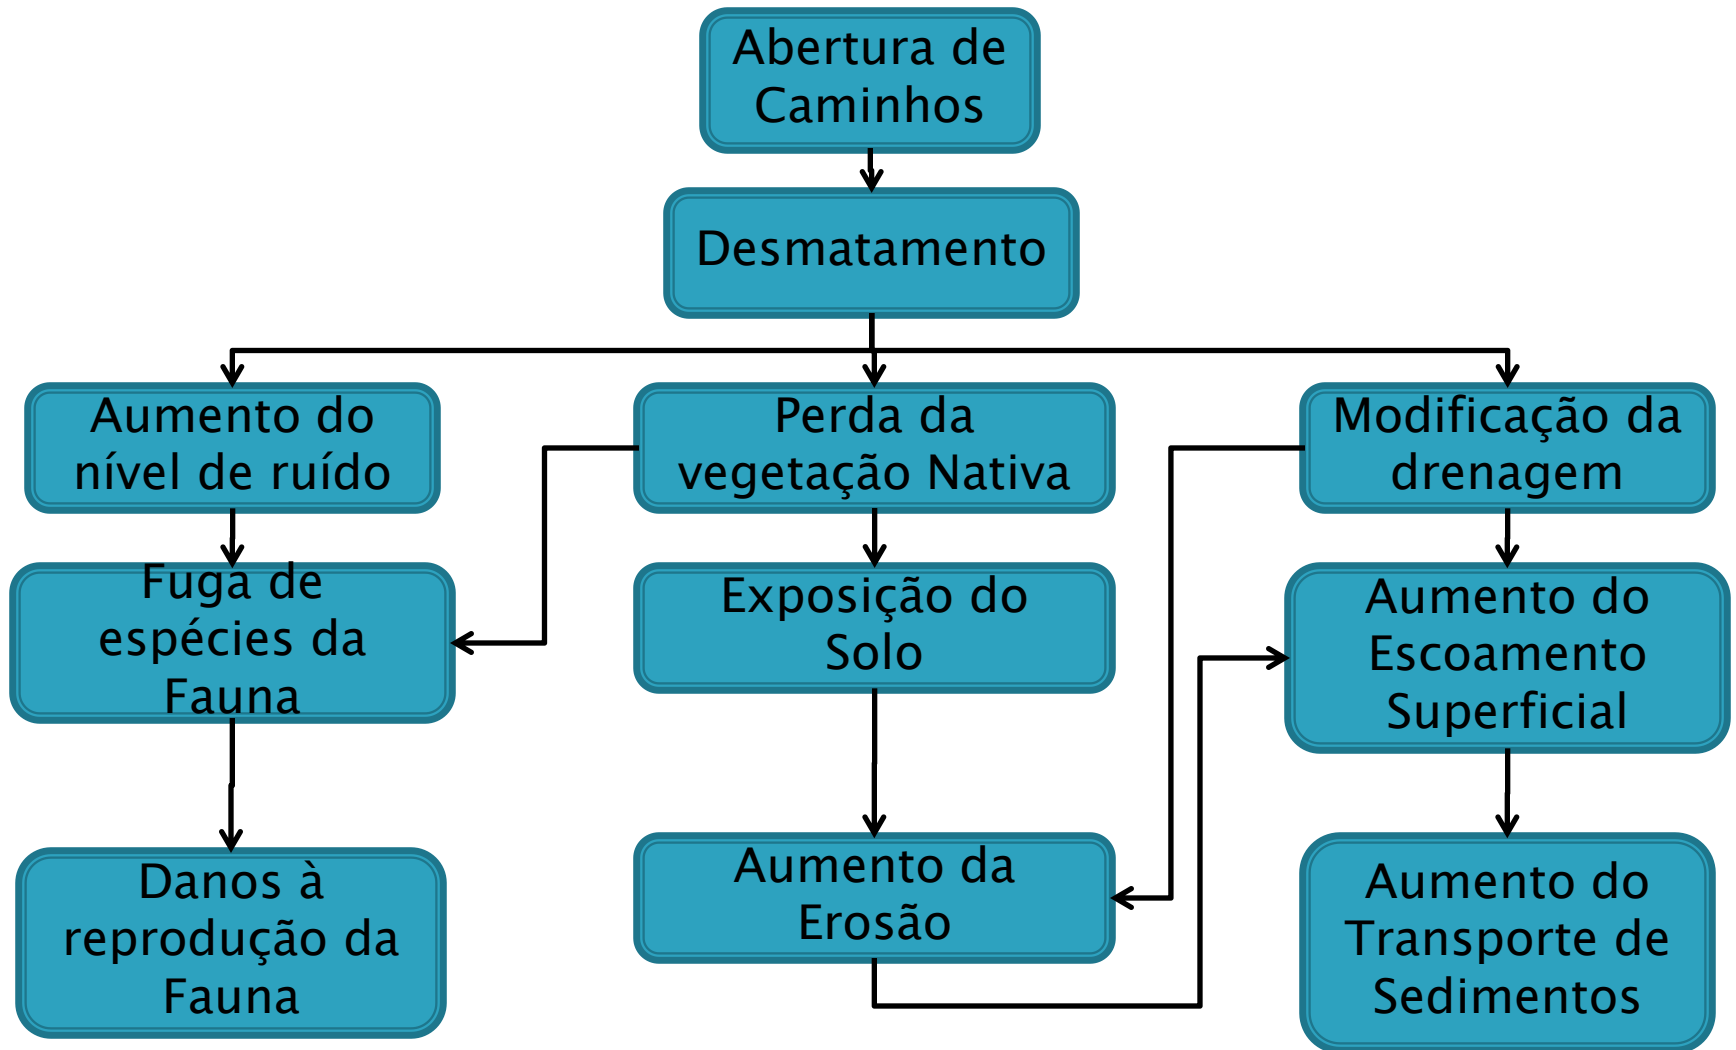 Abertura de
Caminhos
Desmatamento
Aumento do
nível de ruído
Perda da
vegetação Nativa
Modificação da
drenagem
Fuga de
espécies da
Fauna
Exposição do
Solo
Aumento do
Escoamento
Superficial
Danos à
reprodução da
Fauna
Aumento da
Erosão
Aumento do
Transporte de
Sedimentos